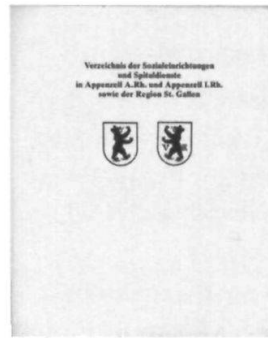 Verzeichnis der Sozialeinrichtungen
und Spitaldienste
in Appenzell A.Rh. und Appenzell I.Rh.
sowie der Region St. Gallen
V R